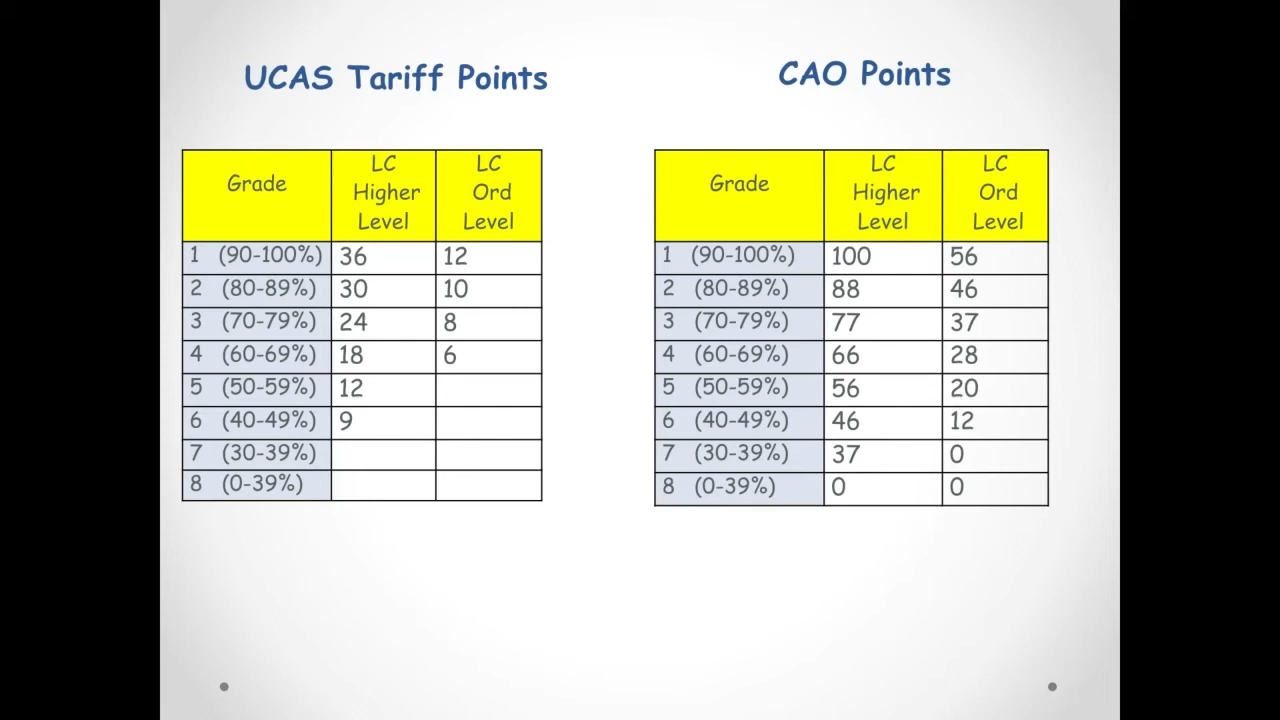 UCAS Tariff Points
Grade LC Higher Level LC Ord Level
1 (90-100%) 36 12
2 (80-89%) 30 10
3 (70-79%) 24 8
4 (60-69%) 18 6
5 (50-59%) 12
6 (40-49%) 9
7 (30-39%)
8 (0-39%)
CAO Points
Grade LC Higher Level LC Ord Level
1 (90-100%) 100 56
2 (80-89%) 88 46
3 (70-79%) 77 37
4 (60-69%) 66 28
5 (50-59%) 56 20
6 (40-49%) 46 12
7 (30-39%) 37 0
8 (0-39%) 0 0